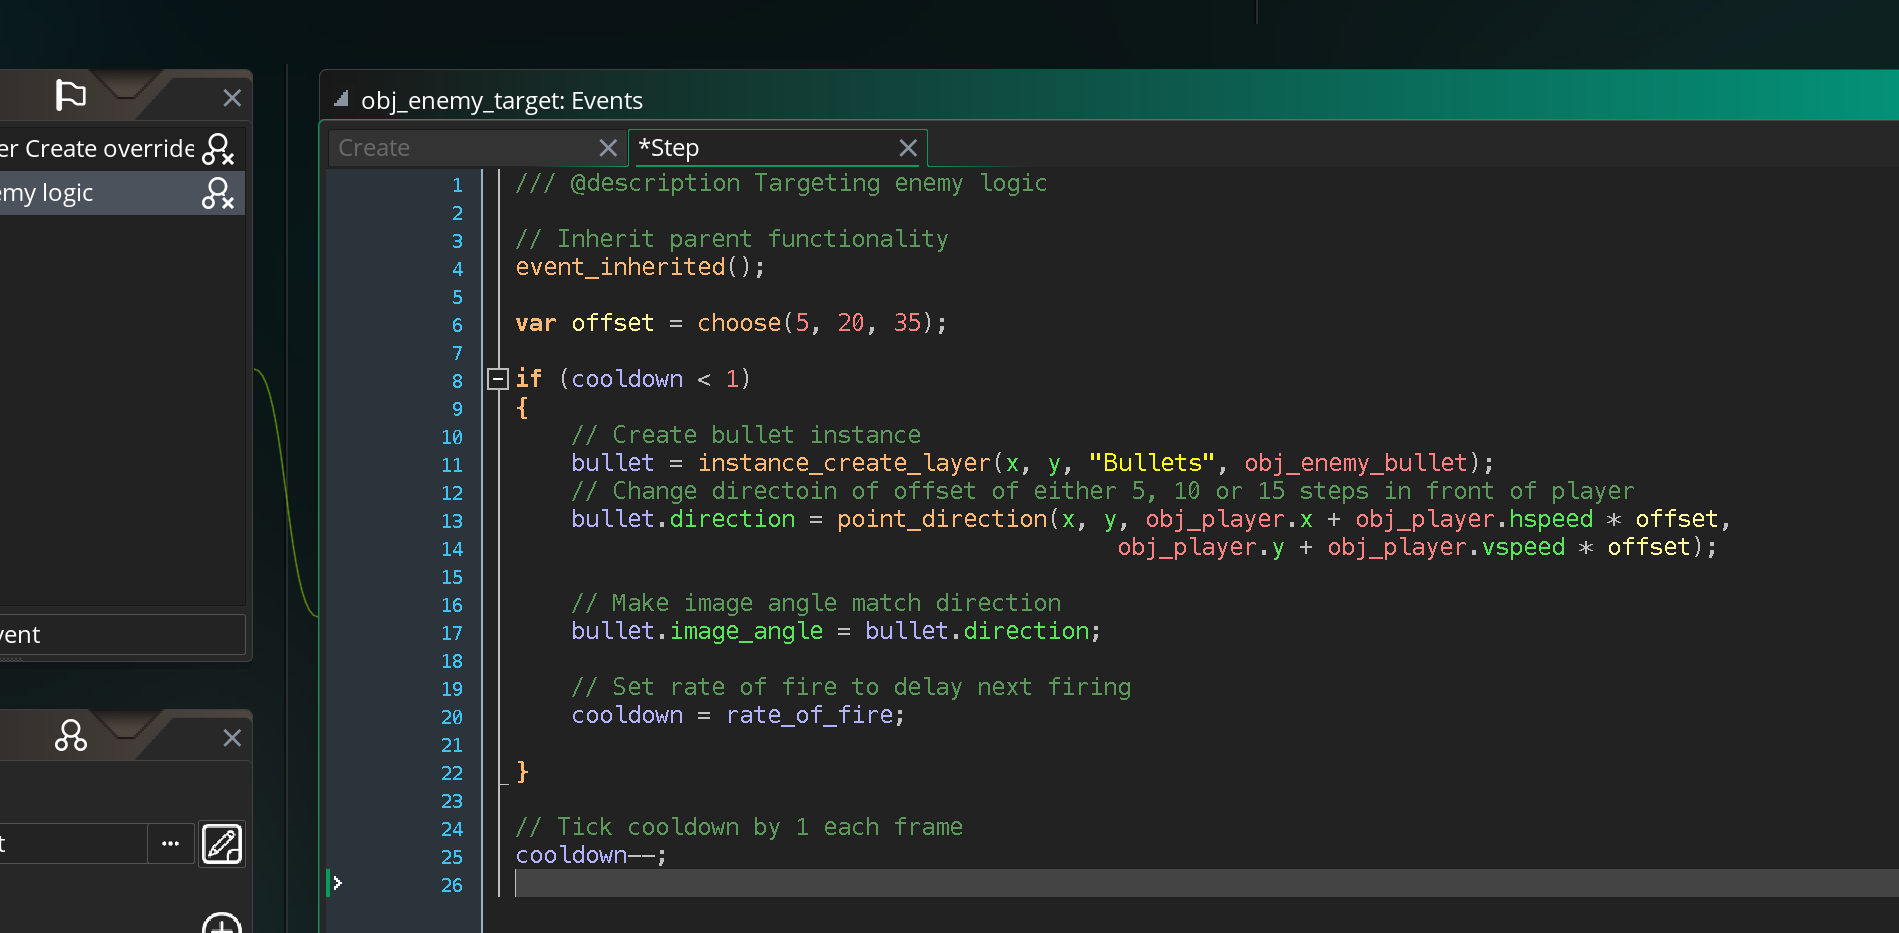 obj_enemy_target: Events
er Create override
emy logic
vent
t
...
Create
*Step
1 /// @description Targeting enemy logic
2
3 // Inherit parent functionality
4 event_inherited();
5
6 var offset = choose(5, 20, 35);
7
8 if (cooldown < 1)
9 {
10 // Create bullet instance
11 bullet = instance_create_layer(x, y, "Bullets", obj_enemy_bullet);
12 // Change directoin of offset of either 5, 10 or 15 steps in front of player
13 bullet.direction = point_direction(x, y, obj_player.x + obj_player.hspeed * offset,
14 obj_player.y + obj_player.vspeed * offset);
15
16 // Make image angle match direction
17 bullet.image_angle = bullet.direction;
18
19 // Set rate of fire to delay next firing
20 cooldown = rate_of_fire;
21
22 }
23
24 // Tick cooldown by 1 each frame
25 cooldown--;
26